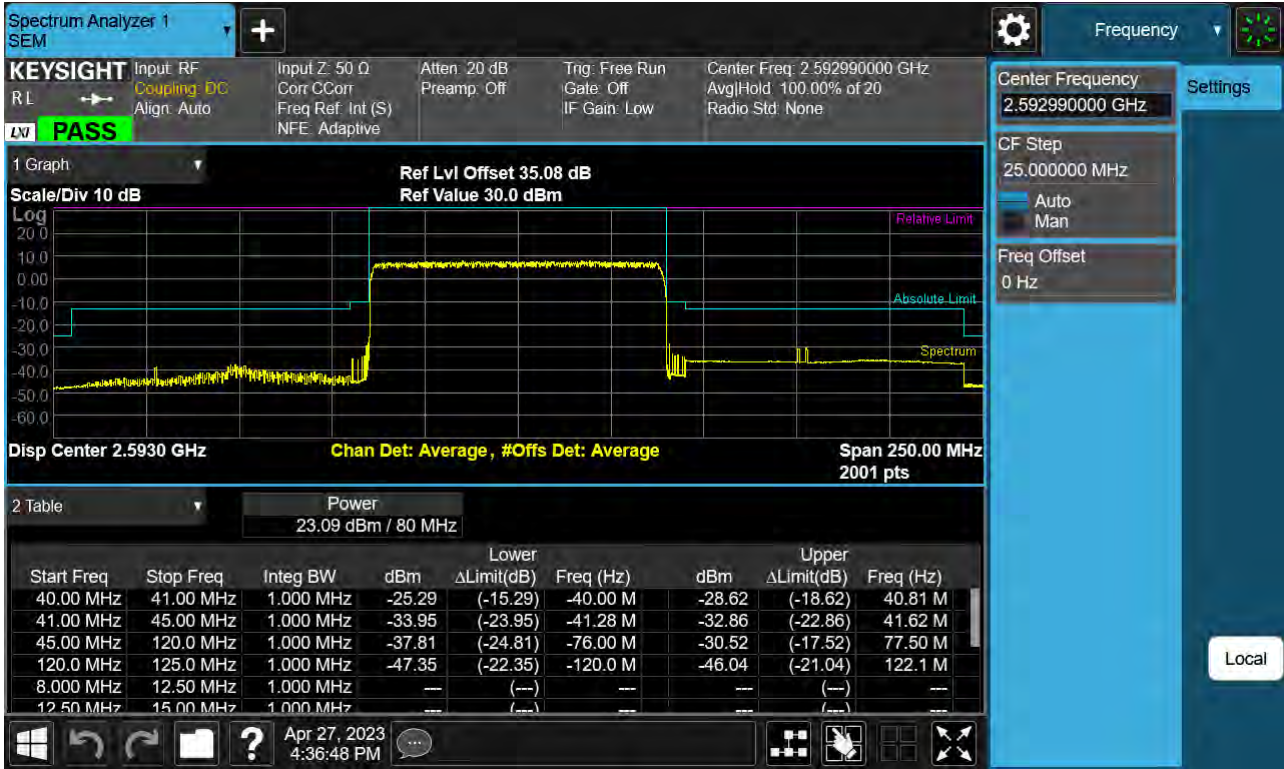 Spectrum Analyzer 1
SEM
Frequency
KEYSIGHT
R L
LXI
PASS
Input: RF
Coupling: DC
Align: Auto
Input Z: 50 Ω
Corr CCorr
Freq Ref: Int (S)
NFE: Adaptive
Atten: 20 dB
Preamp: Off
Trig: Free Run
Gate: Off
IF Gain: Low
Center Freq: 2.592990000 GHz
Avg|Hold: 100.00% of 20
Radio Std: None
Center Frequency
2.592990000 GHz
Settings
CF Step
25.000000 MHz
Auto
Man
Freq Offset
0 Hz
Local
1 Graph
Scale/Div 10 dB
Ref Lvl Offset 35.08 dB
Ref Value 30.0 dBm
Log
20.0
10.0
0.00
-10.0
-20.0
-30.0
-40.0
-50.0
-60.0
Relative Limit
Absolute Limit
Spectrum
Disp Center 2.5930 GHz
Chan Det: Average, #Offs Det: Average
Span 250.00 MHz
2001 pts
2 Table
Power
23.09 dBm / 80 MHz
Lower Upper
Start Freq Stop Freq Integ BW dBm ΔLimit(dB) Freq (Hz) dBm ΔLimit(dB) Freq (Hz)
40.00 MHz 41.00 MHz 1.000 MHz -25.29 (-15.29) -40.00 M -28.62 (-18.62) 40.81 M
41.00 MHz 45.00 MHz 1.000 MHz -33.95 (-23.95) -41.28 M -32.86 (-22.86) 41.62 M
45.00 MHz 120.0 MHz 1.000 MHz -37.81 (-24.81) -76.00 M -30.52 (-17.52) 77.50 M
120.0 MHz 125.0 MHz 1.000 MHz -47.35 (-22.35) -120.0 M -46.04 (-21.04) 122.1 M
8.000 MHz 12.50 MHz 1.000 MHz --- (---) --- --- (---) ---
12.50 MHz 15.00 MHz 1.000 MHz --- (---) --- --- (---) ---
Apr 27, 2023
4:36:48 PM